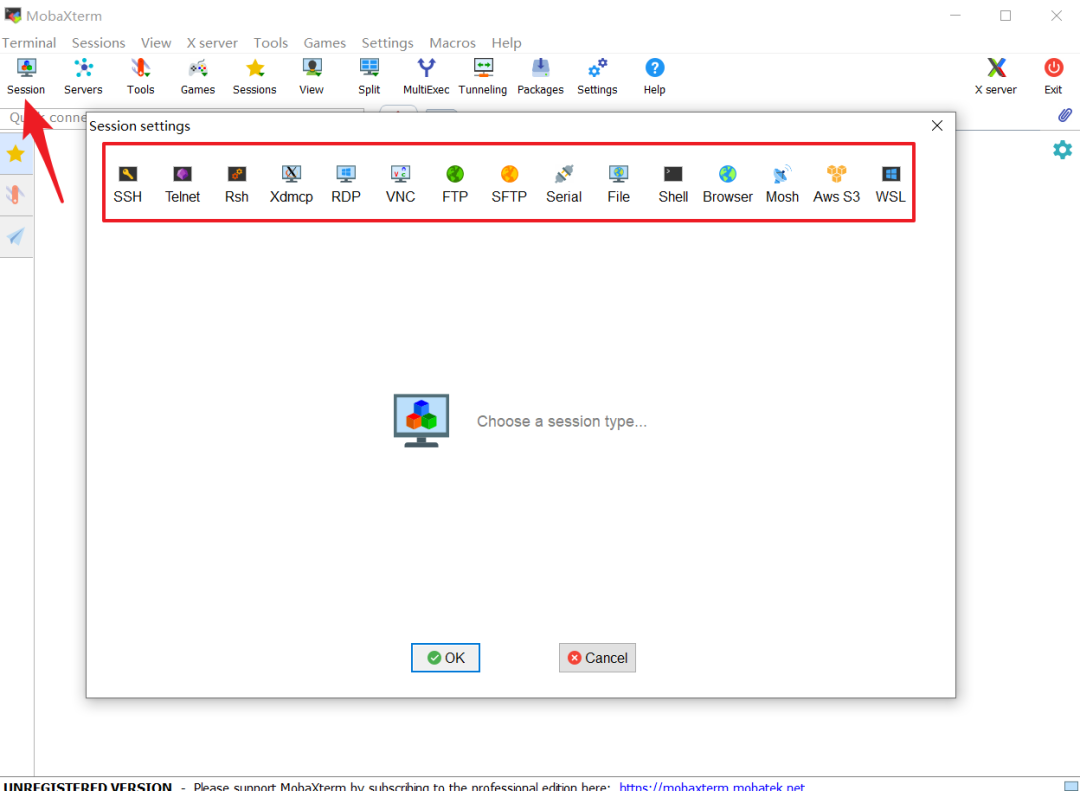 MobaXterm
Terminal Sessions View X server Tools Games Settings Macros Help
Session Servers Tools Games Sessions View Split MultiExec Tunneling Packages Settings Help X server Exit
Quick conne
Session settings
SSH Telnet Rsh Xdmcp RDP VNC FTP SFTP Serial File Shell Browser Mosh Aws S3 WSL
Choose a session type...
OK Cancel
UNREGISTERED VERSION - Please support MobaXterm by subscribing to the professional edition here: https://mobaxterm.mobatek.net